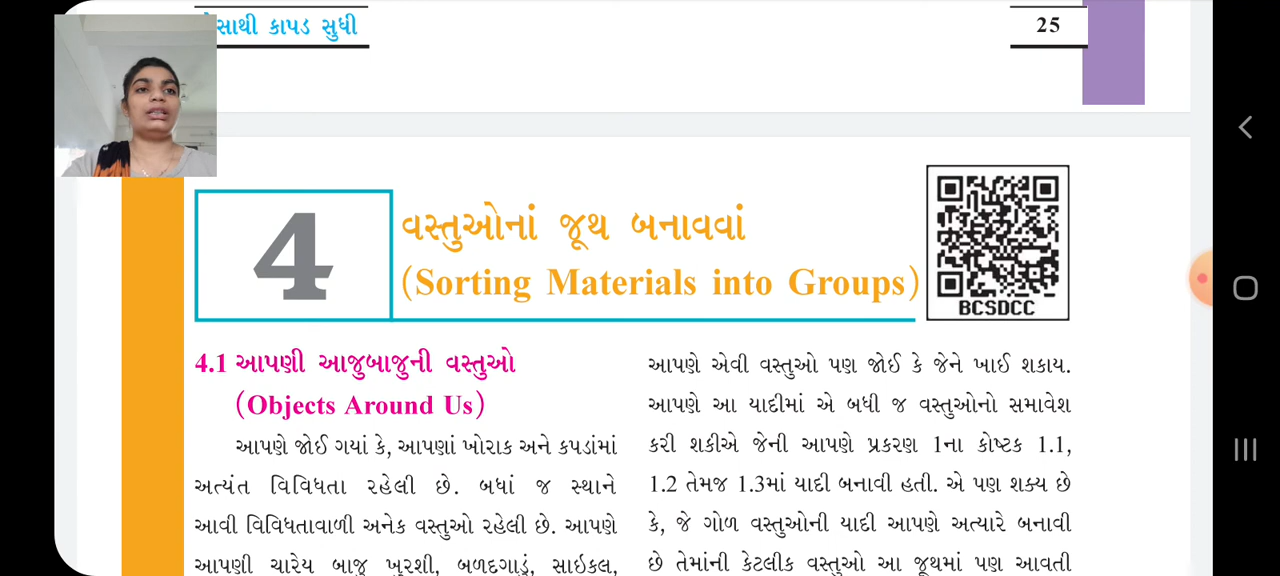 સાથી કાપડ સુધી
25
4
વસ્તુઓનાં જૂથ બનાવવાં
(Sorting Materials into Groups)
BCSDCC
4.1 આપણી આજુબાજુની વસ્તુઓ
(Objects Around Us)
આપણે જોઈ ગયાં કે, આપણાં ખોરાક અને કપડાંમાં
અત્યંત વિવિધતા રહેલી છે. બધાં જ સ્થાને
આવી વિવિધતાવાળી અનેક વસ્તુઓ રહેલી છે. આપણે
આપણી ચારેય બાજુ ખુરશી, બળદગાડું, સાઇકલ,
આપણે એવી વસ્તુઓ પણ જોઈ કે જેને ખાઈ શકાય.
આપણે આ યાદીમાં એ બધી જ વસ્તુઓનો સમાવેશ
કરી શકીએ જેની આપણે પ્રકરણ 1ના કોષ્ટક 1.1,
1.2 તેમજ 1.3માં યાદી બનાવી હતી. એ પણ શક્ય છે
કે, જે ગોળ વસ્તુઓની યાદી આપણે અત્યારે બનાવી
છે તેમાંની કેટલીક વસ્તુઓ આ જૂથમાં પણ આવતી